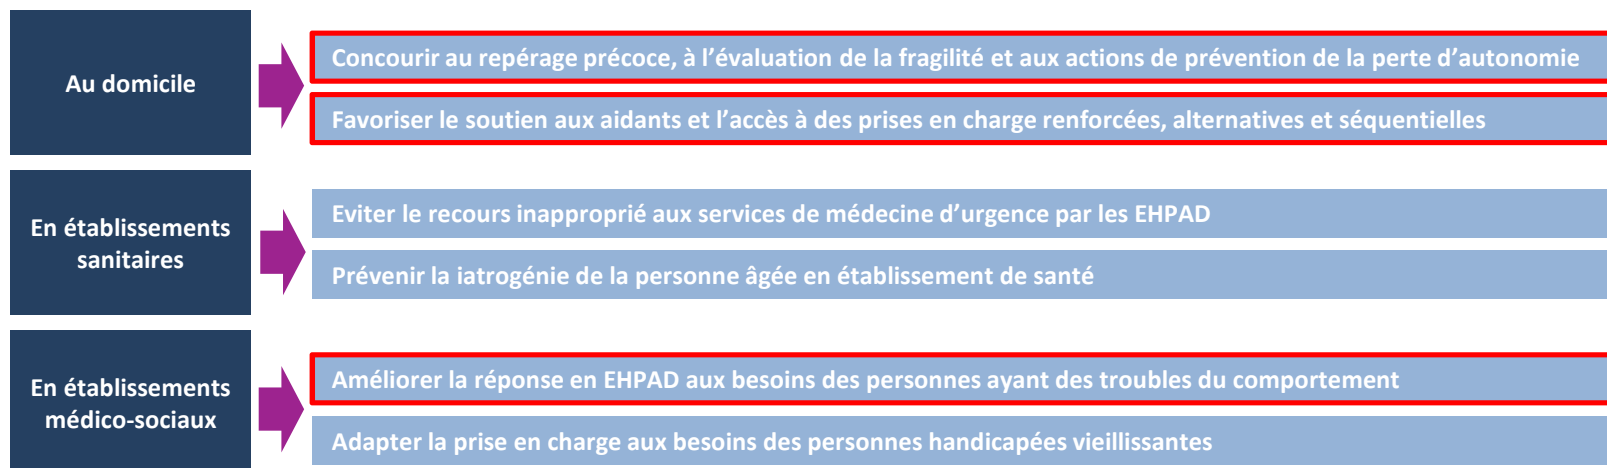 Au domicile
Concourir au repérage précoce, à l’évaluation de la fragilité et aux actions de prévention de la perte d’autonomie
Favoriser le soutien aux aidants et l’accès à des prises en charge renforcées, alternatives et séquentielles
En établissements
sanitaires
Eviter le recours inapproprié aux services de médecine d’urgence par les EHPAD
Prévenir la iatrogénie de la personne âgée en établissement de santé
En établissements
médico-sociaux
Améliorer la réponse en EHPAD aux besoins des personnes ayant des troubles du comportement
Adapter la prise en charge aux besoins des personnes handicapées vieillissantes